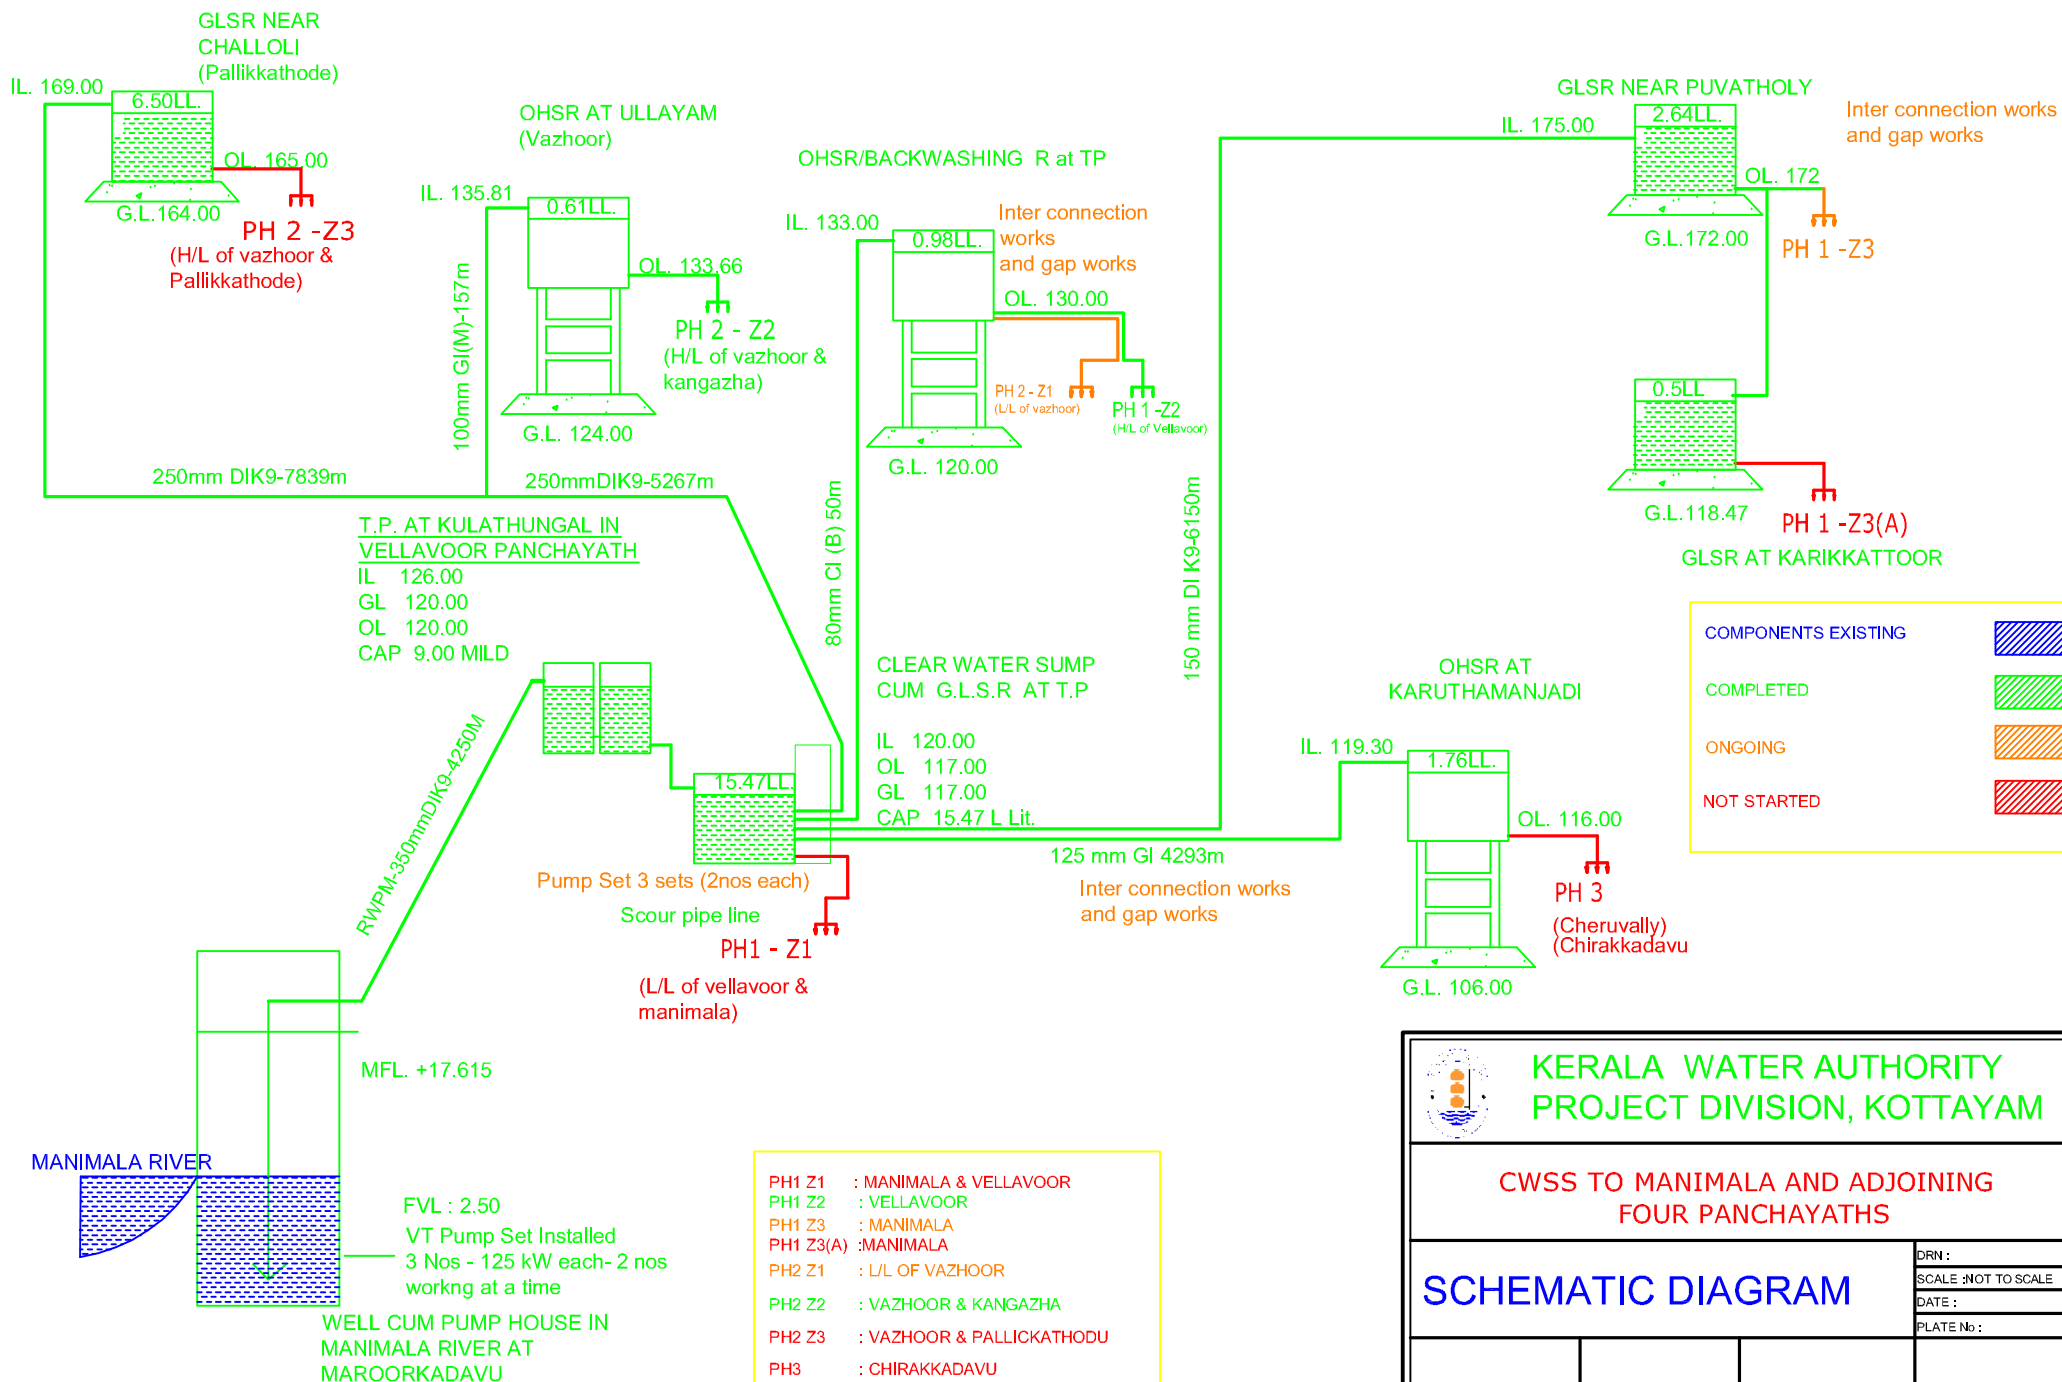 GLSR NEAR
CHALLOLI
(Pallikkathode)
IL. 169.00
6.50LL.
OL. 165.00
G.L.164.00
PH 2 -Z3
(H/L of vazhoor &
Pallikkathode)
OHSR AT ULLAYAM
(Vazhoor)
IL. 135.81
0.61LL.
OL. 133.66
PH 2 - Z2
(H/L of vazhoor &
kangazha)
G.L. 124.00
100mm GI(M)-157m
250mm DIK9-7839m
250mmDIK9-5267m
OHSR/BACKWASHING R at TP
IL. 133.00
0.98LL.
Inter connection
works
and gap works
OL. 130.00
PH 2 - Z1
(L/L of vazhoor)
PH 1 -Z2
(H/L of Vellavoor)
G.L. 120.00
80mm CI (B) 50m
150 mm DI K9-6150m
GLSR NEAR PUVATHOLY
IL. 175.00
2.64LL.
Inter connection works
and gap works
OL. 172
G.L.172.00
PH 1 -Z3
0.5LL
G.L.118.47
PH 1 -Z3(A)
GLSR AT KARIKKATTOOR
T.P. AT KULATHUNGAL IN
VELLAVOOR PANCHAYATH
IL 126.00
GL 120.00
OL 120.00
CAP 9.00 MILD
RWPM-350mmDIK9-4250M
CLEAR WATER SUMP
CUM G.L.S.R AT T.P
IL 120.00
OL 117.00
GL 117.00
CAP 15.47 L Lit.
15.47LL.
Pump Set 3 sets (2nos each)
Scour pipe line
PH1 - Z1
(L/L of vellavoor &
manimala)
125 mm GI 4293m
Inter connection works
and gap works
OHSR AT
KARUTHAMANJADI
IL. 119.30
1.76LL.
OL. 116.00
PH 3
(Cheruvally)
(Chirakkadavu
G.L. 106.00
COMPONENTS EXISTING
COMPLETED
ONGOING
NOT STARTED
MFL. +17.615
MANIMALA RIVER
FVL : 2.50
VT Pump Set Installed
3 Nos - 125 kW each- 2 nos
workng at a time
WELL CUM PUMP HOUSE IN
MANIMALA RIVER AT
MAROORKADAVU
PH1 Z1 : MANIMALA & VELLAVOOR
PH1 Z2 : VELLAVOOR
PH1 Z3 : MANIMALA
PH1 Z3(A) :MANIMALA
PH2 Z1 : L/L OF VAZHOOR
PH2 Z2 : VAZHOOR & KANGAZHA
PH2 Z3 : VAZHOOR & PALLICKATHODU
PH3 : CHIRAKKADAVU
KERALA WATER AUTHORITY
PROJECT DIVISION, KOTTAYAM
CWSS TO MANIMALA AND ADJOINING
FOUR PANCHAYATHS
SCHEMATIC DIAGRAM
DRN :
SCALE :NOT TO SCALE
DATE :
PLATE No :